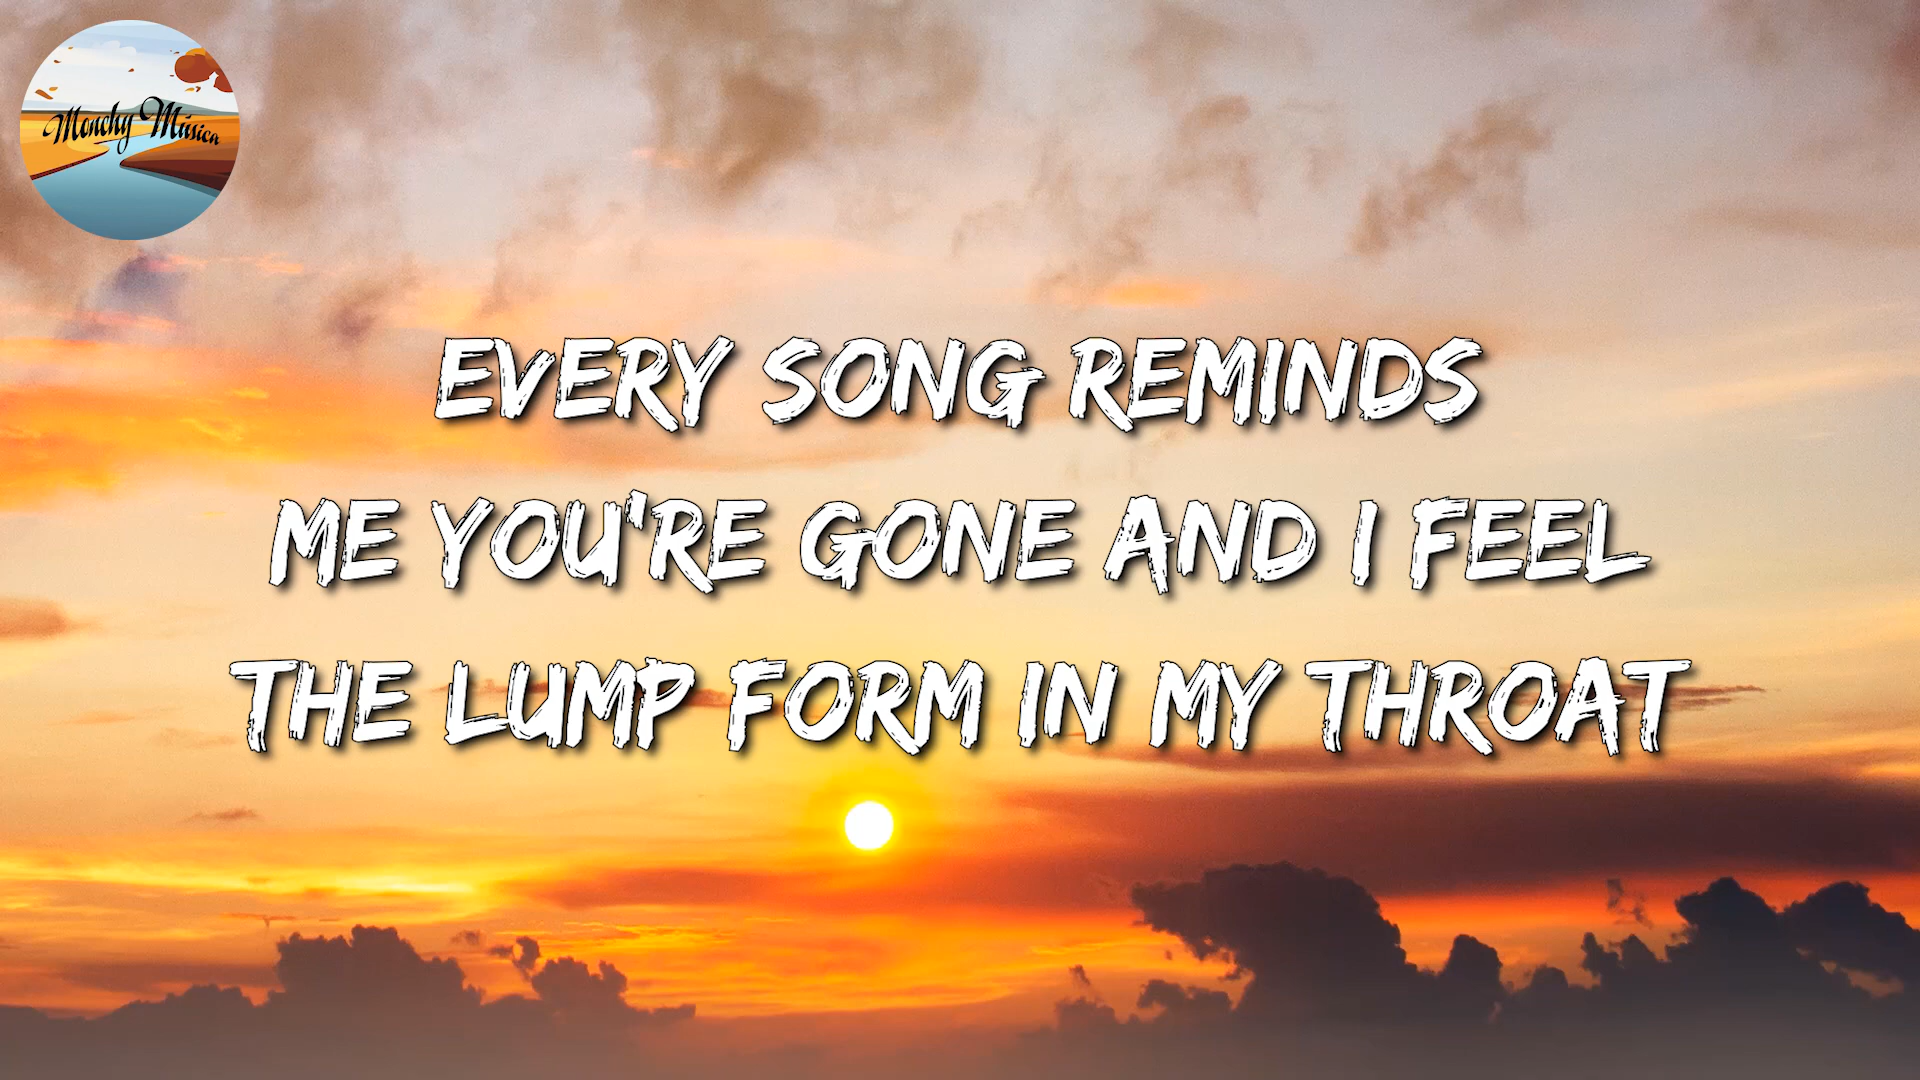 Monchy Música
EVERY SONG REMINDS
ME YOU'RE GONE AND I FEEL
THE LUMP FORM IN MY THROAT